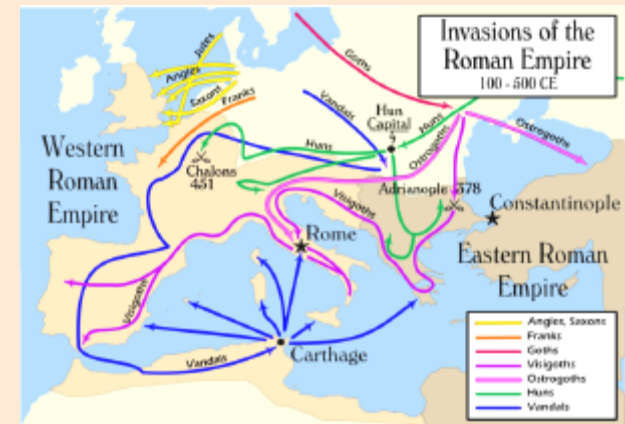 Invasions of the
Roman Empire
100 - 500 CE
Jutes
Angles
Saxons
Franks
Goths
Vandals
Hun
Capital
Huns
Ostrogoths
Ostrogoths
Huns
Chalons
451
Western
Roman
Empire
Adrianople 378
Visigoths
Constantinople
Rome
Eastern Roman
Empire
Visigoths
Vandals
Carthage
Angles, Saxons
Franks
Goths
Visigoths
Ostrogoths
Huns
Vandals